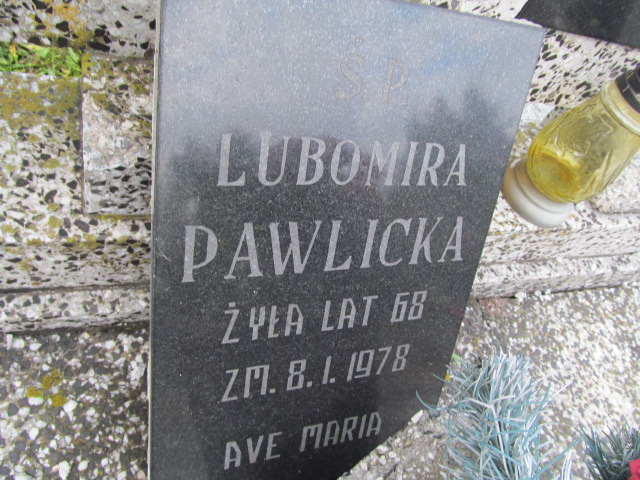 Ś P
LUBOMIRA
PAWLICKA
ŻYŁA LAT 68
ZM. 8. I. 1978
AVE MARIA